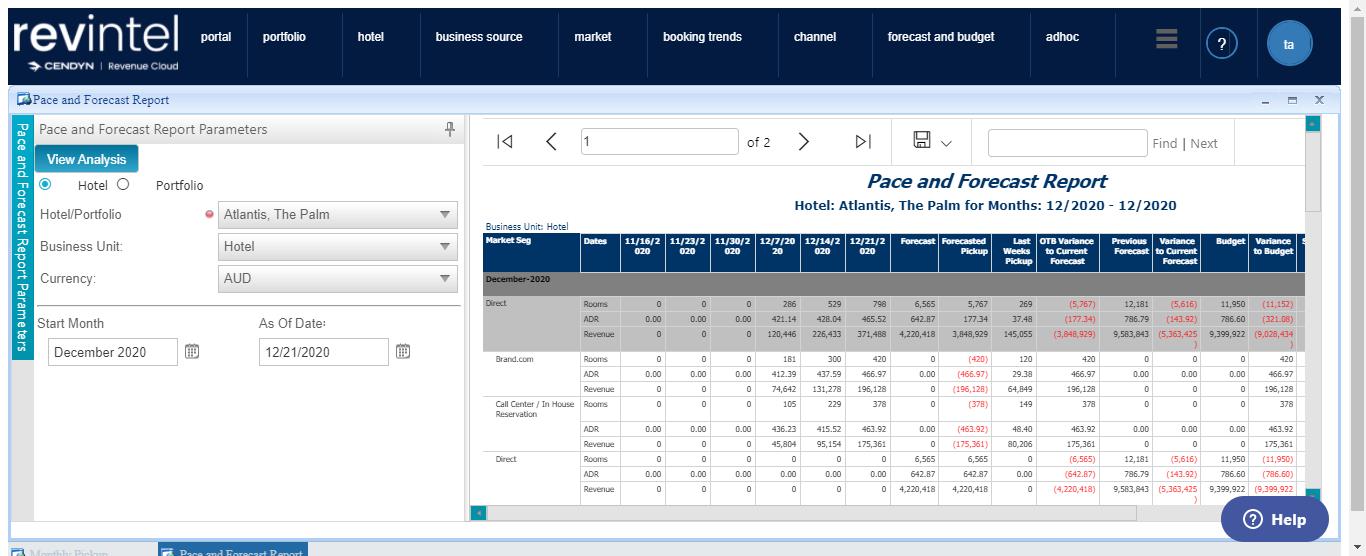 revintel
CENDYN | Revenue Cloud
portal portfolio hotel business source market booking trends channel forecast and budget adhoc ? ta
Pace and Forecast Report
Pace and Forecast Report Parameters
Pace and Forecast Report Parameters
View Analysis
Hotel Portfolio
Hotel/Portfolio Atlantis, The Palm
Business Unit: Hotel
Currency: AUD
Start Month As Of Date:
December 2020 12/21/2020
1 of 2 Find | Next
Pace and Forecast Report
Hotel: Atlantis, The Palm for Months: 12/2020 - 12/2020
Business Unit: Hotel
Market Seg Dates 11/16/2 11/23/2 11/30/2 12/7/20 12/14/2 12/21/2 Forecast Forecasted Last OTB Variance Previous Variance Budget Variance
020 020 020 20 020 020 Pickup Weeks to Current Forecast to Current to Budget
Pickup Forecast Forecast
December-2020
Direct Rooms 0 0 0 286 529 798 6,565 5,767 269 (5,767) 12,181 (5,616) 11,950 (11,152)
ADR 0.00 0.00 0.00 421.14 428.04 465.52 642.87 177.34 37.48 (177.34) 786.79 (143.92) 786.60 (321.08)
Revenue 0 0 0 120,446 226,433 371,488 4,220,418 3,848,929 145,055 (3,848,929) 9,583,843 (5,363,425 9,399,922 (9,028,434
) )
Brand.com Rooms 0 0 0 181 300 420 0 (420) 120 420 0 0 0 420
ADR 0.00 0.00 0.00 412.39 437.59 466.97 0.00 (466.97) 29.38 466.97 0.00 0.00 0.00 466.97
Revenue 0 0 0 74,642 131,278 196,128 0 (196,128) 64,849 196,128 0 0 0 196,128
Call Center / In House Rooms 0 0 0 105 229 378 0 (378) 149 378 0 0 0 378
Reservation
ADR 0.00 0.00 0.00 436.23 415.52 463.92 0.00 (463.92) 48.40 463.92 0.00 0.00 0.00 463.92
Revenue 0 0 0 45,804 95,154 175,361 0 (175,361) 80,206 175,361 0 0 0 175,361
Direct Rooms 0 0 0 0 0 0 6,565 6,565 0 (6,565) 12,181 (5,616) 11,950 (11,950)
ADR 0.00 0.00 0.00 0.00 0.00 0.00 642.87 642.87 0.00 (642.87) 786.79 (143.92) 786.60 (786.60)
Revenue 0 0 0 0 0 0 4,220,418 4,220,418 0 (4,220,418) 9,583,843 (5,363,425 9,399,922 (9,399,922
)
Help
Monthly Pickup Pace and Forecast Report